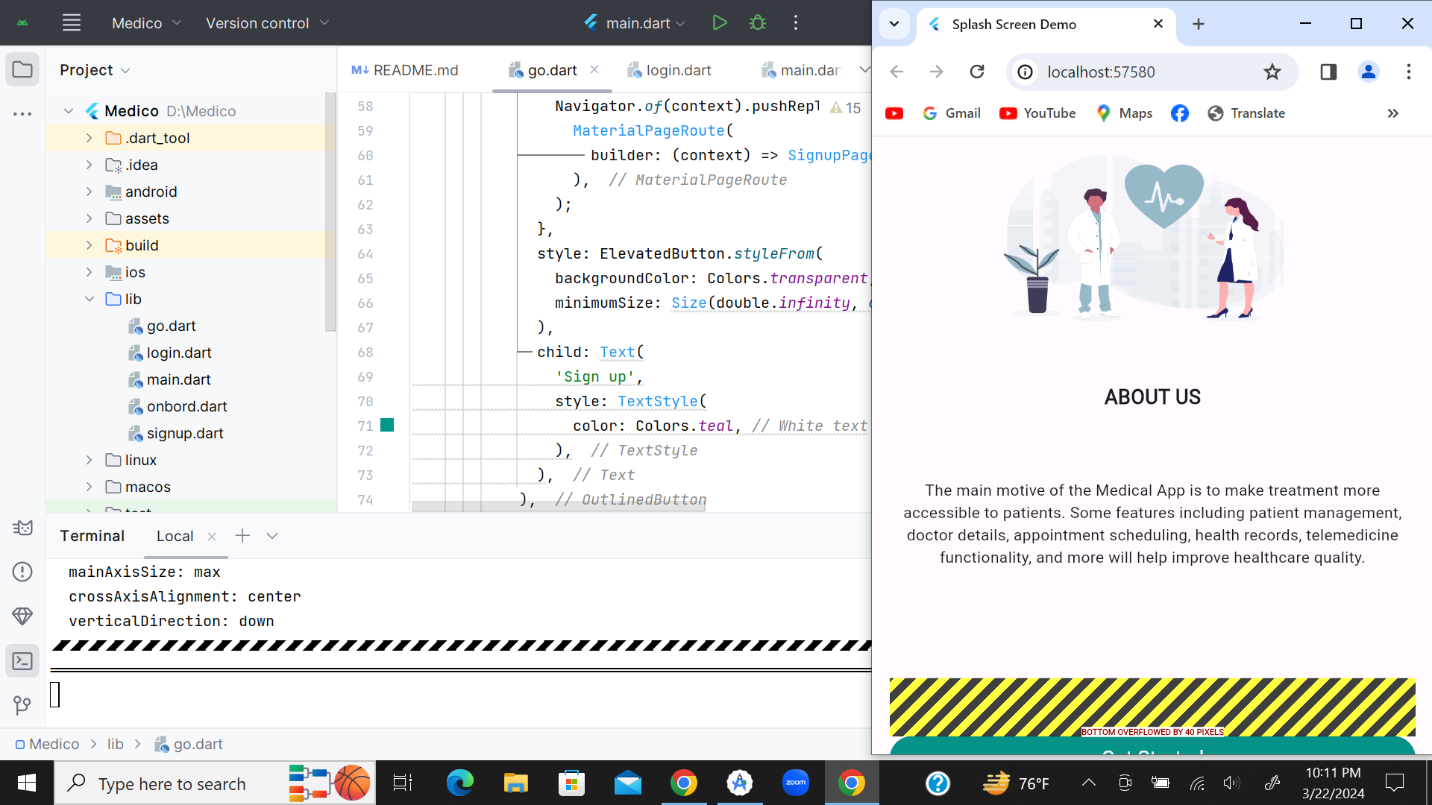 Medico
Version control
main.dart
Project
README.md
go.dart
login.dart
main.dar
Medico D:\Medico
.dart_tool
.idea
android
assets
build
ios
lib
go.dart
login.dart
main.dart
onbord.dart
signup.dart
linux
macos
58 Navigator.of(context).pushRepl
15
59 MaterialPageRoute(
60 builder: (context) => SignupPage
61 ), // MaterialPageRoute
62 );
63 },
64 style: ElevatedButton.styleFrom(
65 backgroundColor: Colors.transparent,
66 minimumSize: Size(double.infinity,
67 ),
68 child: Text(
69 'Sign up',
70 style: TextStyle(
71 color: Colors.teal, // White text
72 ), // TextStyle
73 ), // Text
74 ), // OutlinedButton
Terminal
Local
mainAxisSize: max
crossAxisAlignment: center
verticalDirection: down
Medico > lib > go.dart
Splash Screen Demo
localhost:57580
Gmail
YouTube
Maps
Translate
ABOUT US
The main motive of the Medical App is to make treatment more
accessible to patients. Some features including patient management,
doctor details, appointment scheduling, health records, telemedicine
functionality, and more will help improve healthcare quality.
BOTTOM OVERFLOWED BY 40 PIXELS
Type here to search
zoom
76°F
10:11 PM
3/22/2024